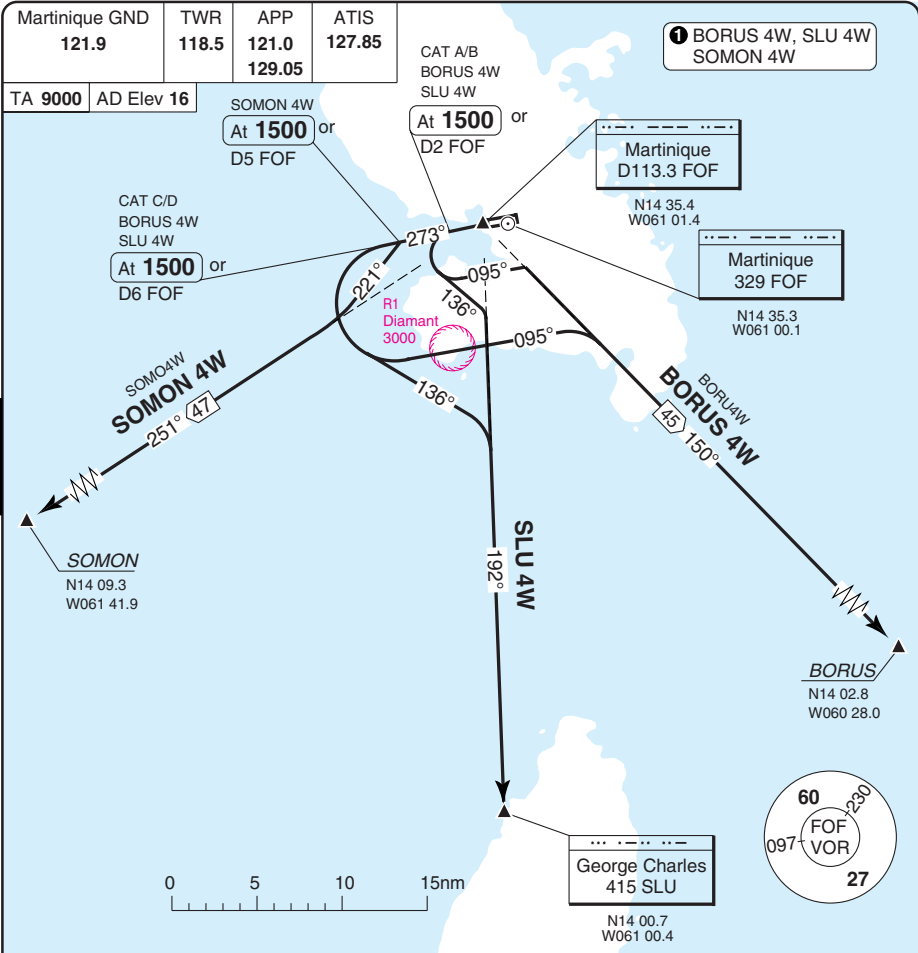 Martinique GND
121.9
TWR
118.5
APP
121.0
129.05
ATIS
127.85
TA 9000
AD Elev 16
❶ BORUS 4W, SLU 4W
SOMON 4W
SOMON 4W
At 1500 or
D5 FOF
CAT A/B
BORUS 4W
SLU 4W
At 1500 or
D2 FOF
Martinique
D113.3 FOF
N14 35.4
W061 01.4
CAT C/D
BORUS 4W
SLU 4W
At 1500 or
D6 FOF
Martinique
329 FOF
N14 35.3
W061 00.1
273°
221°
095°
136°
R1
Diamant
3000
095°
136°
SOMO4W
SOMON 4W
251° 47
BORU4W
BORUS 4W
45 150°
SOMON
N14 09.3
W061 41.9
SLU 4W
192°
BORUS
N14 02.8
W060 28.0
60
230
FOF
VOR
097
27
George Charles
415 SLU
N14 00.7
W061 00.4
0 5 10 15nm